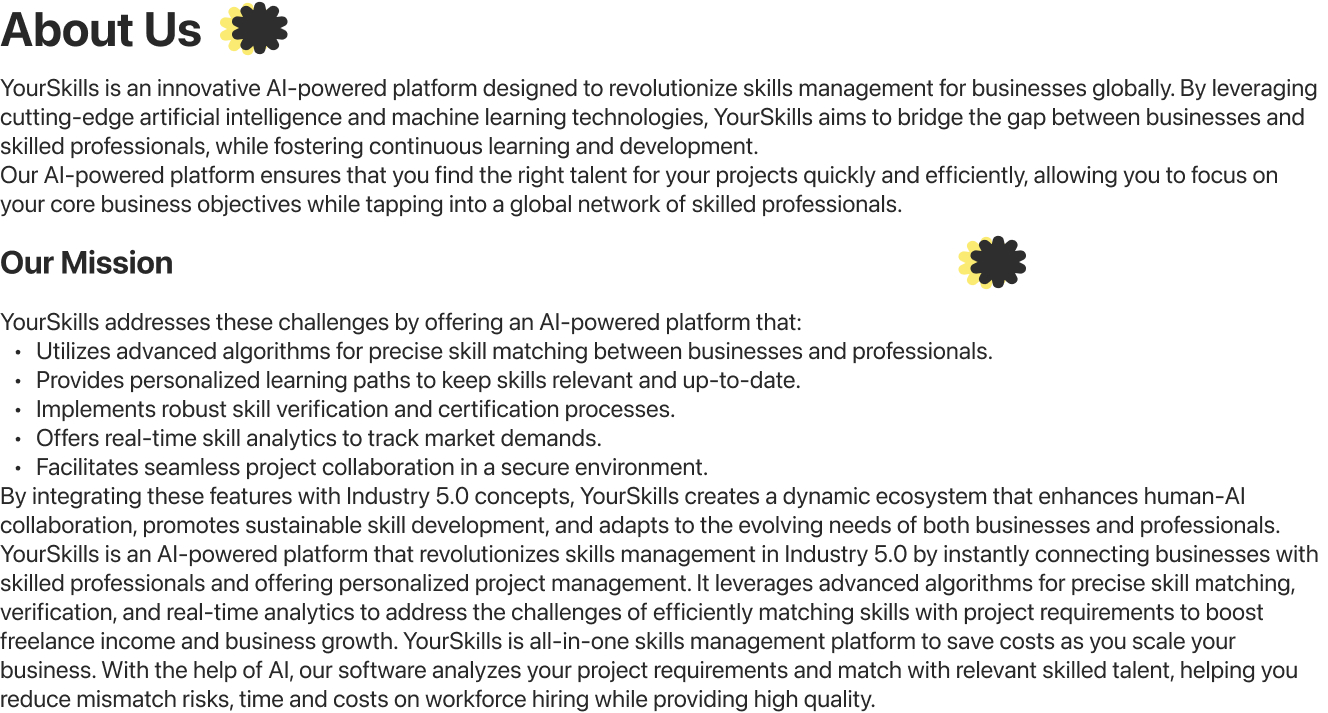 About Us
YourSkills is an innovative AI-powered platform designed to revolutionize skills management for businesses globally. By leveraging
cutting-edge artificial intelligence and machine learning technologies, YourSkills aims to bridge the gap between businesses and
skilled professionals, while fostering continuous learning and development.
Our AI-powered platform ensures that you find the right talent for your projects quickly and efficiently, allowing you to focus on
your core business objectives while tapping into a global network of skilled professionals.
Our Mission
YourSkills addresses these challenges by offering an AI-powered platform that:
• Utilizes advanced algorithms for precise skill matching between businesses and professionals.
• Provides personalized learning paths to keep skills relevant and up-to-date.
• Implements robust skill verification and certification processes.
• Offers real-time skill analytics to track market demands.
• Facilitates seamless project collaboration in a secure environment.
By integrating these features with Industry 5.0 concepts, YourSkills creates a dynamic ecosystem that enhances human-AI
collaboration, promotes sustainable skill development, and adapts to the evolving needs of both businesses and professionals.
YourSkills is an AI-powered platform that revolutionizes skills management in Industry 5.0 by instantly connecting businesses with
skilled professionals and offering personalized project management. It leverages advanced algorithms for precise skill matching,
verification, and real-time analytics to address the challenges of efficiently matching skills with project requirements to boost
freelance income and business growth. YourSkills is all-in-one skills management platform to save costs as you scale your
business. With the help of AI, our software analyzes your project requirements and match with relevant skilled talent, helping you
reduce mismatch risks, time and costs on workforce hiring while providing high quality.